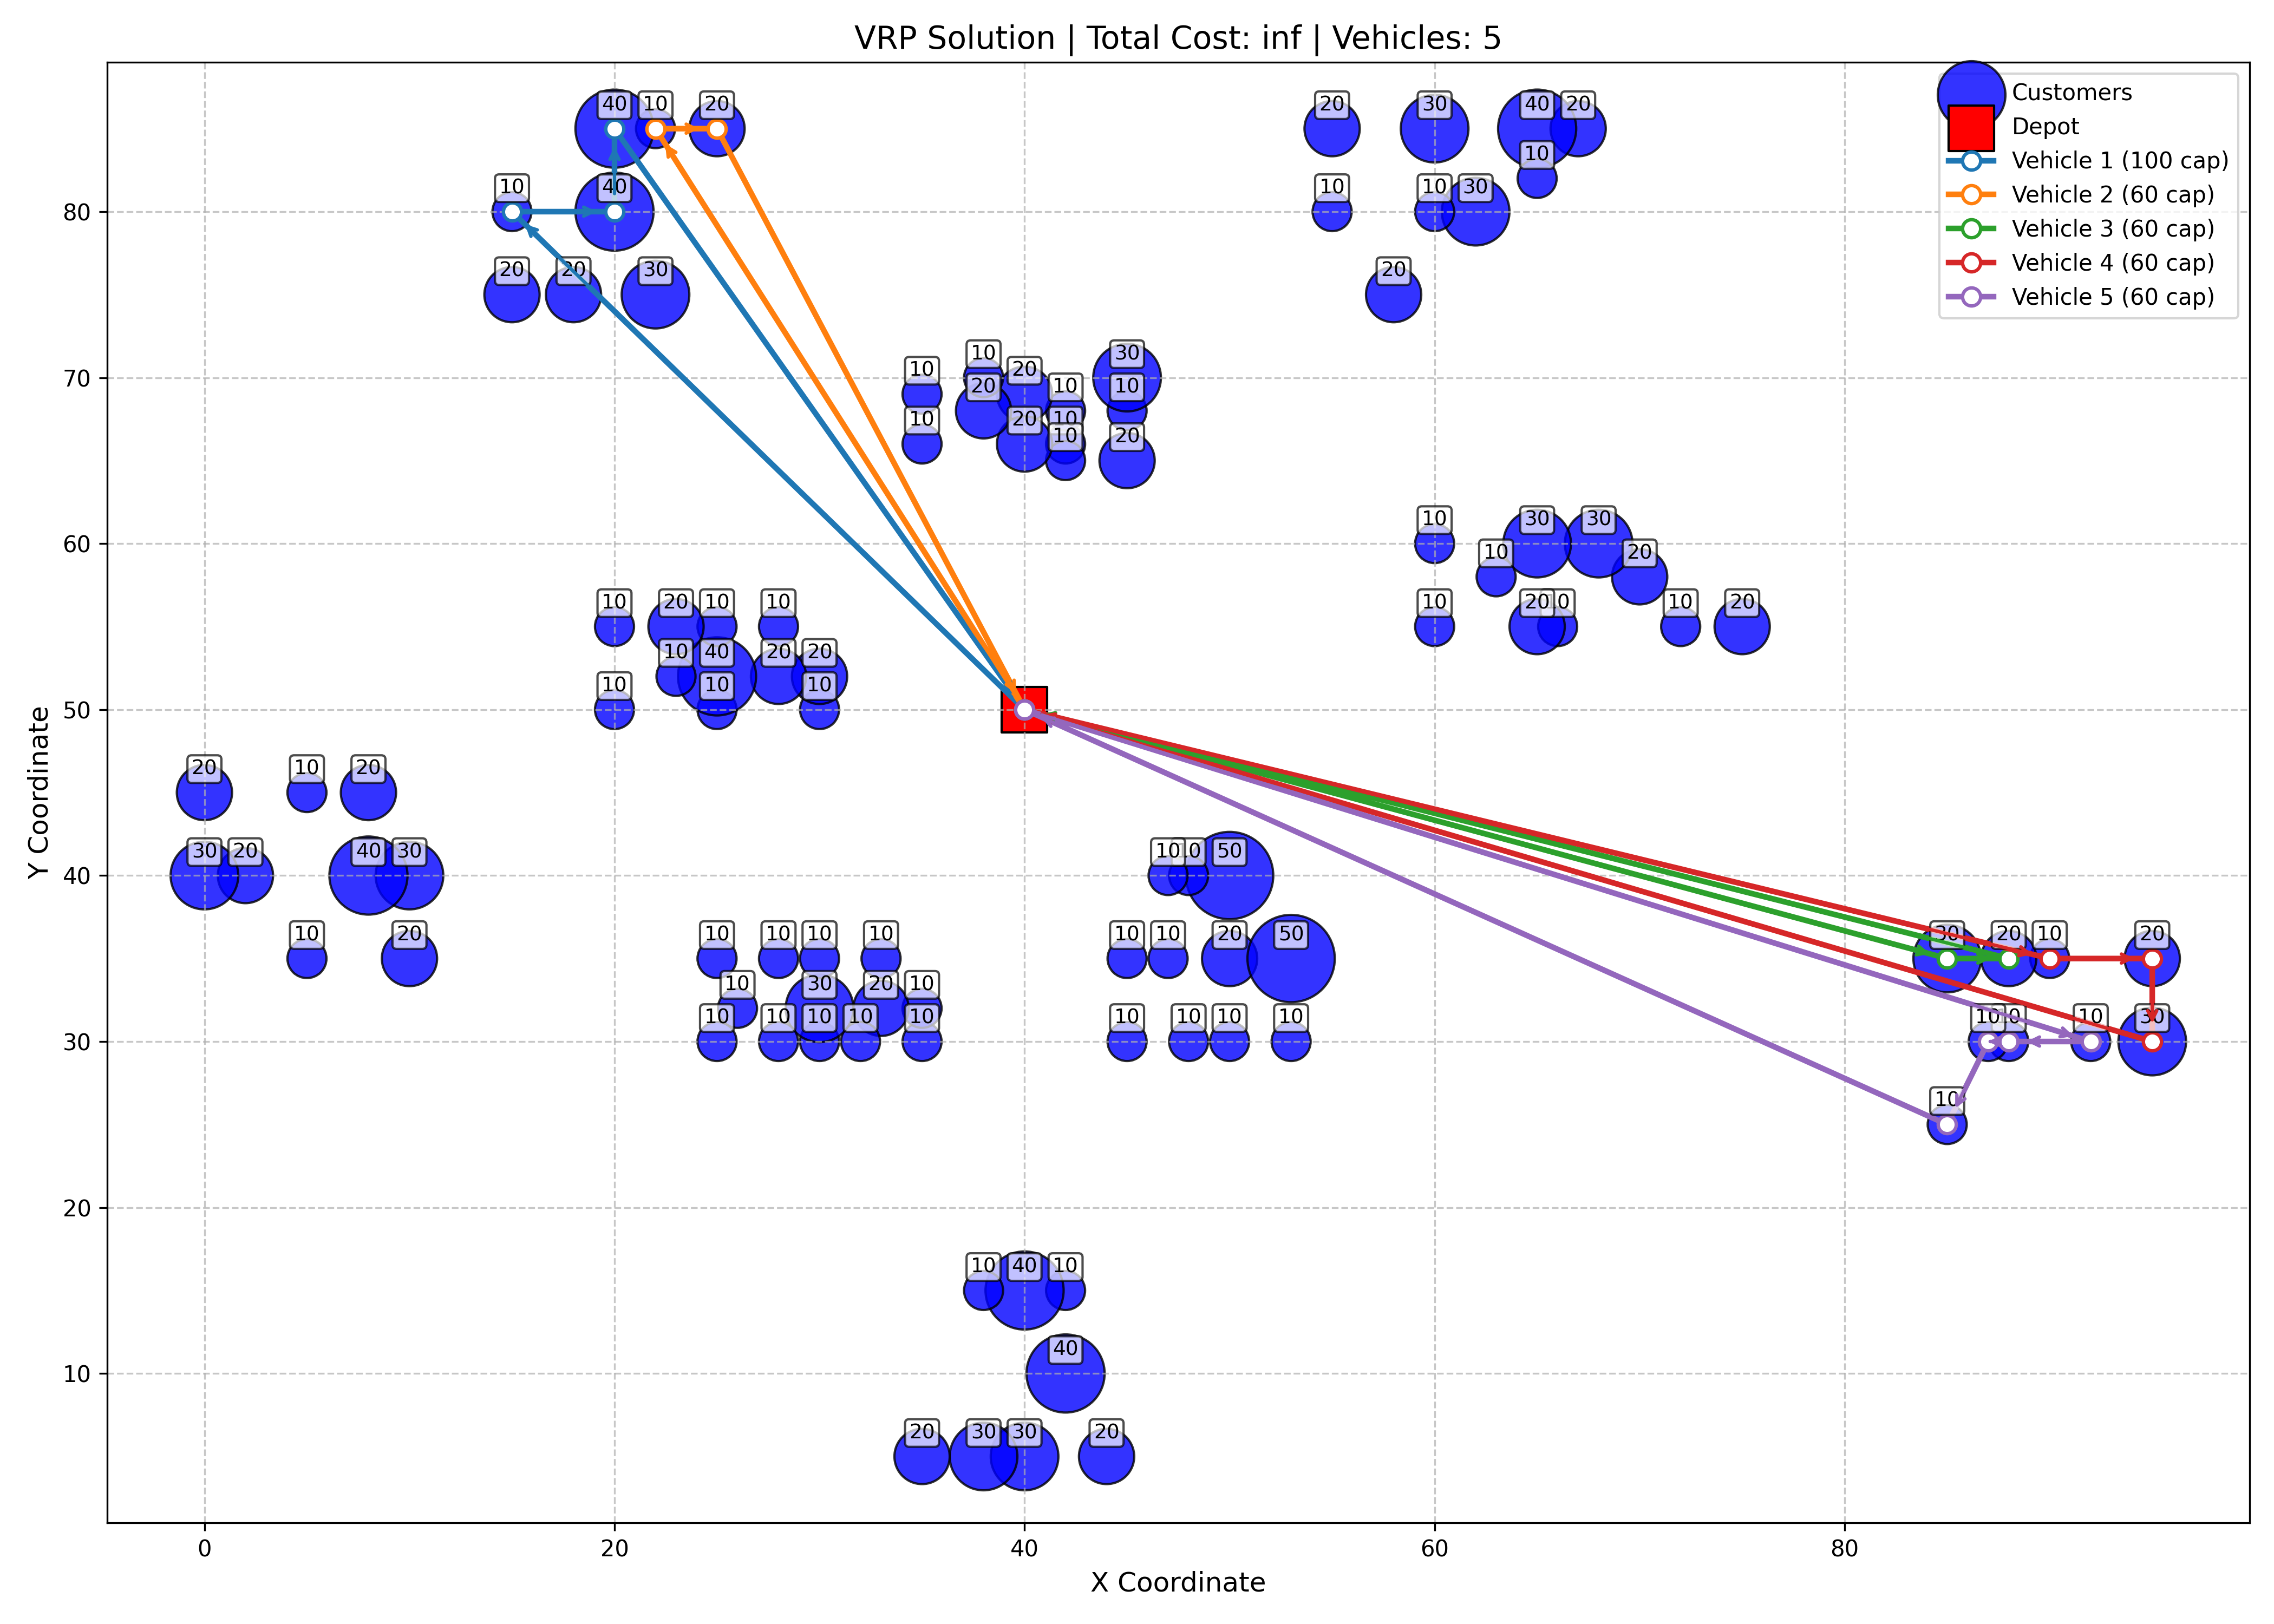 VRP Solution | Total Cost: inf | Vehicles: 5
Customers
Depot
Vehicle 1 (100 cap)
Vehicle 2 (60 cap)
Vehicle 3 (60 cap)
Vehicle 4 (60 cap)
Vehicle 5 (60 cap)
40 10 20 20 30 40 20
10
10 40 10 10 30
20 20 30 20
10 30
10 20
20 10 10
10 20 10
10 20
10 30 30
10 20
10 20 10 10 20 10 20
10 40 20 20
10 10 10
20 10 20
30 20 40 30 10 50
10 20 10 10 10 10 10 10 20 50 20 10 20
10 30 20 10
10 10 10 10 10 10 10 10 10 10 10 30
10
10 40 10
40
20 30 30 20
80
70
60
50
40
30
20
10
Y Coordinate
0 20 40 60 80
X Coordinate